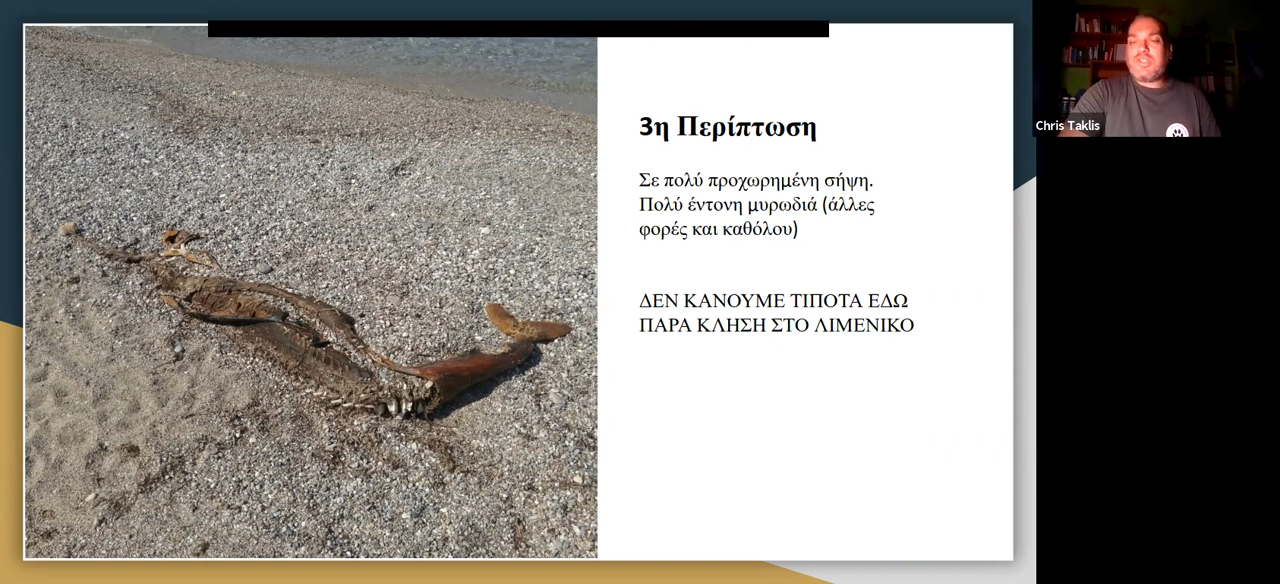 3η Περίπτωση
Σε πολύ προχωρημένη σήψη.
Πολύ έντονη μυρωδιά (άλλες
φορές και καθόλου)
ΔΕΝ ΚΑΝΟΥΜΕ ΤΙΠΟΤΑ ΕΔΩ
ΠΑΡΑ ΚΛΗΣΗ ΣΤΟ ΛΙΜΕΝΙΚΟ
Chris Taklis